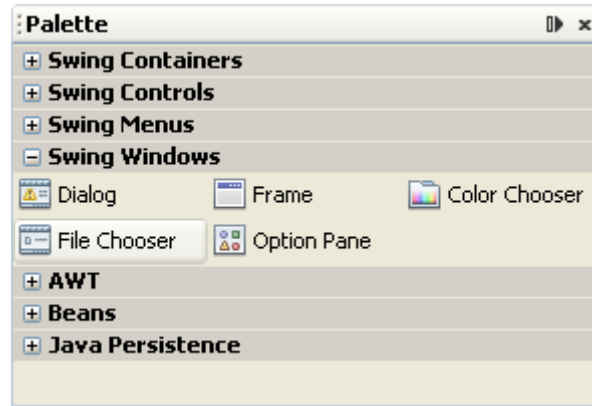 Palette
Swing Containers
Swing Controls
Swing Menus
Swing Windows
Dialog Frame Color Chooser
File Chooser Option Pane
AWT
Beans
Java Persistence